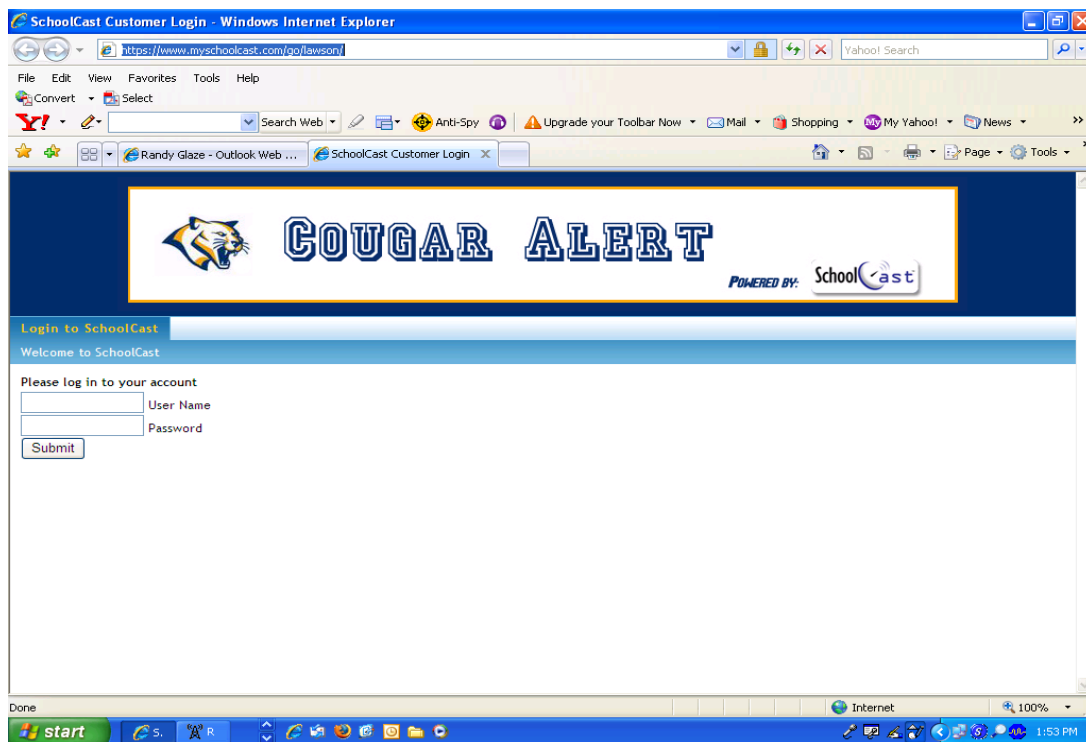 SchoolCast Customer Login - Windows Internet Explorer
https://www.myschoolcast.com/go/lawson/
Yahoo! Search
File Edit View Favorites Tools Help
Convert Select
Y! Search Web Anti-Spy Upgrade your Toolbar Now Mail Shopping My My Yahoo! News »
Randy Glaze - Outlook Web ... SchoolCast Customer Login X Page Tools
COUGAR ALERT
POWERED BY: SchoolCast
Login to SchoolCast
Welcome to SchoolCast
Please log in to your account
User Name
Password
Submit
Done Internet 100%
start S. R 1:53 PM